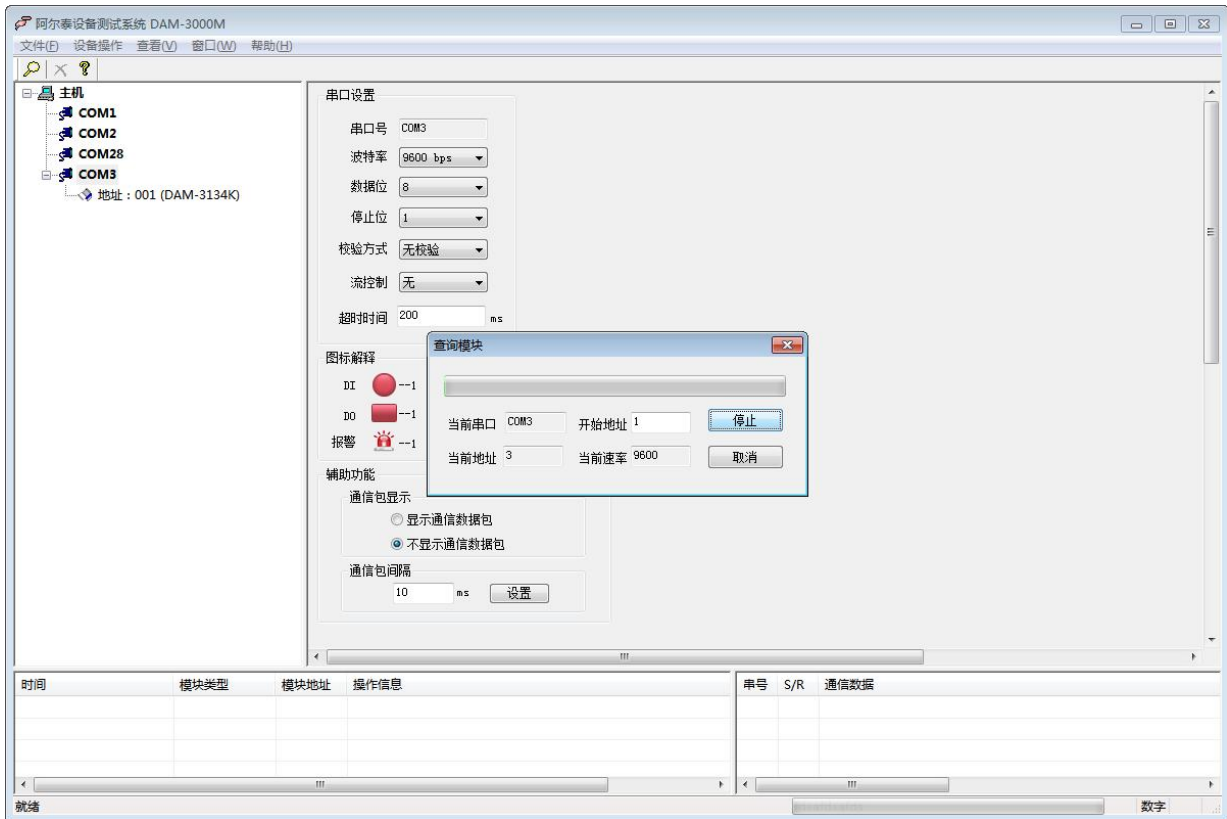 阿尔泰设备测试系统 DAM-3000M
文件(F) 设备操作 查看(V) 窗口(W) 帮助(H)
主机
COM1
COM2
COM28
COM3
地址：001 (DAM-3134K)
串口设置
串口号 COM3
波特率 9600 bps
数据位 8
停止位 1
校验方式 无校验
流控制 无
超时时间 200 ms
图标解释
DI --1
DO --1
报警 --1
查询模块
当前串口 COM3 开始地址 1 停止
当前地址 3 当前速率 9600 取消
辅助功能
通信包显示
显示通信数据包
不显示通信数据包
通信包间隔
10 ms 设置
时间 模块类型 模块地址 操作信息
串号 S/R 通信数据
就绪 数字